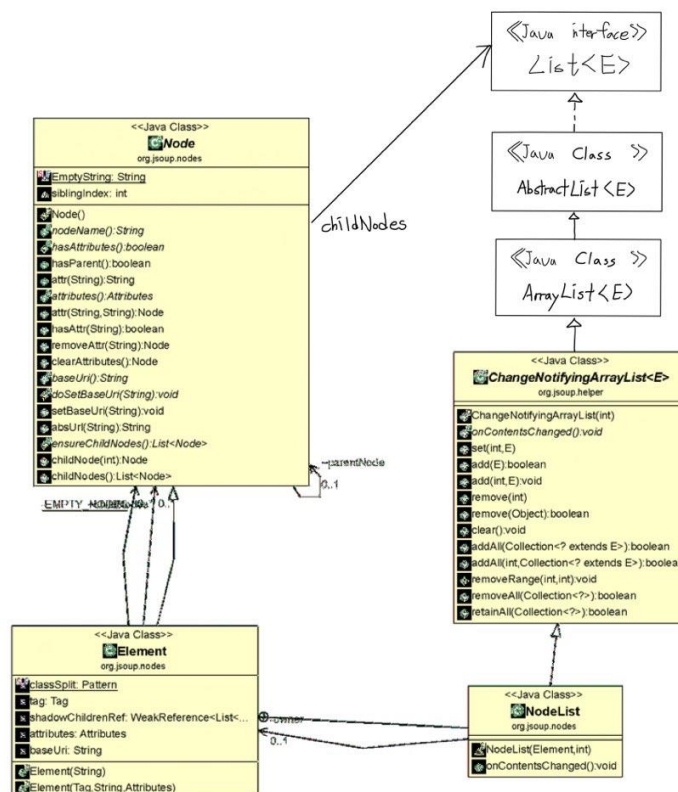 《Java interface》
List<E>
《Java Class》
AbstractList<E>
《Java Class》
ArrayList<E>
childNodes
<<Java Class>>
Node
org.jsoup.nodes
EmptyString: String
siblingIndex: int
Node()
nodeName():String
hasAttributes():boolean
hasParent():boolean
attr(String):String
attributes():Attributes
attr(String,String):Node
hasAttr(String):boolean
removeAttr(String):Node
clearAttributes():Node
baseUri():String
doSetBaseUri(String):void
setBaseUri(String):void
absUrl(String):String
ensureChildNodes():List<Node>
childNode(int):Node
childNodes():List<Node>
~parentNode
0..1
<<Java Class>>
ChangeNotifyingArrayList<E>
org.jsoup.helper
ChangeNotifyingArrayList(int)
onContentsChanged():void
set(int,E)
add(E):boolean
add(int,E):void
remove(int)
remove(Object):boolean
clear():void
addAll(Collection<? extends E>):boolean
addAll(int,Collection<? extends E>):boolea
removeRange(int,int):void
removeAll(Collection<?>):boolean
retainAll(Collection<?>):boolean
<<Java Class>>
Element
org.jsoup.nodes
classSplit: Pattern
tag: Tag
shadowChildrenRef: WeakReference<List<...
attributes: Attributes
baseUri: String
Element(String)
Element(Tag,String,Attributes)
-owner
0..1
<<Java Class>>
NodeList
org.jsoup.nodes
NodeList(Element,int)
onContentsChanged():void